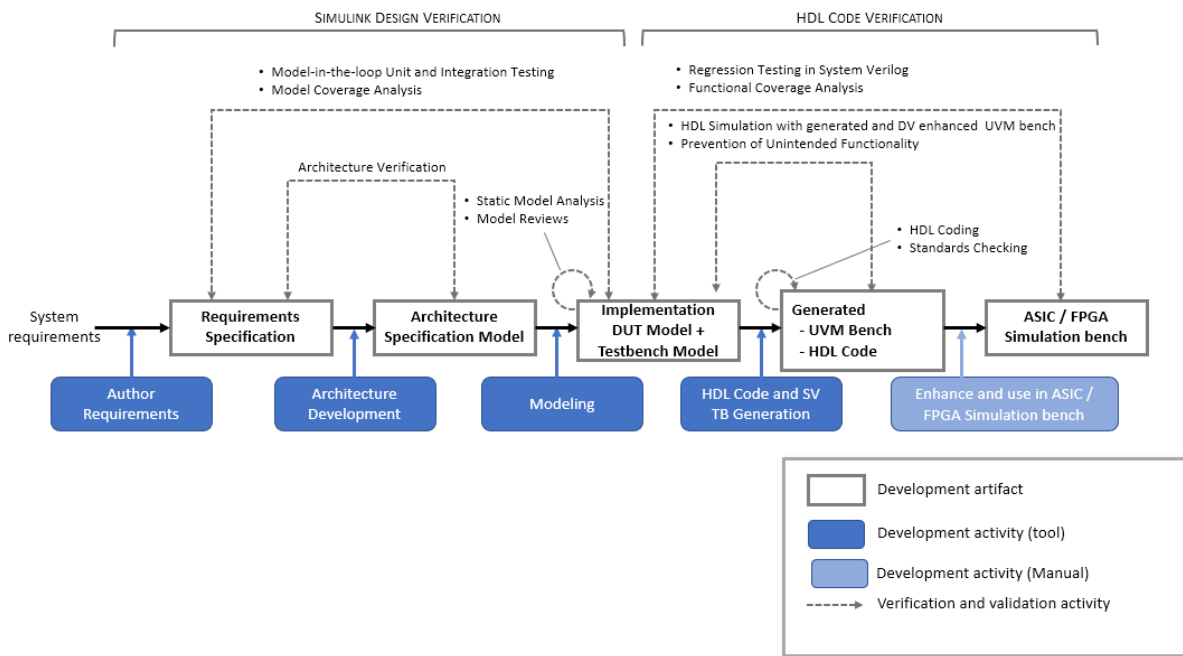 SIMULINK DESIGN VERIFICATION
HDL CODE VERIFICATION
• Model-in-the-loop Unit and Integration Testing
• Model Coverage Analysis
• Regression Testing in System Verilog
• Functional Coverage Analysis
• HDL Simulation with generated and DV enhanced UVM bench
• Prevention of Unintended Functionality
Architecture Verification
• Static Model Analysis
• Model Reviews
• HDL Coding
• Standards Checking
System
requirements
Requirements
Specification
Architecture
Specification Model
Implementation
DUT Model +
Testbench Model
Generated
- UVM Bench
- HDL Code
ASIC / FPGA
Simulation bench
Author
Requirements
Architecture
Development
Modeling
HDL Code and SV
TB Generation
Enhance and use in ASIC /
FPGA Simulation bench
Development artifact
Development activity (tool)
Development activity (Manual)
Verification and validation activity